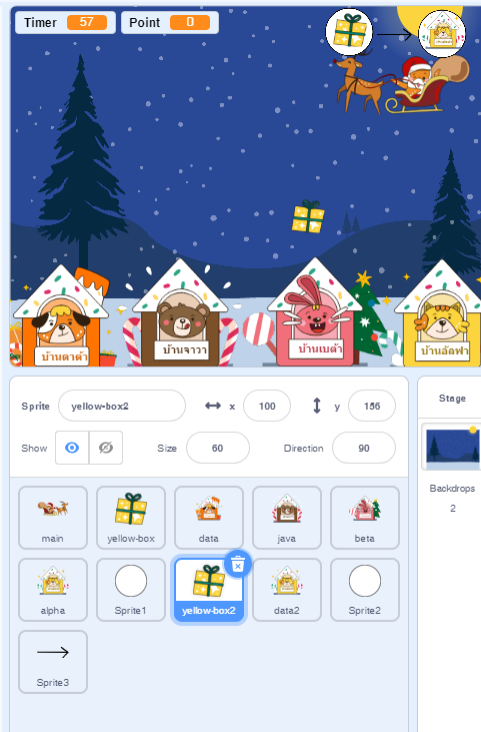 Timer 57 Point 0
บ้านดาต้า บ้านจาวา บ้านเบต้า บ้านอัลฟา
Sprite yellow-box2 x 100 y 156
Show Size 60 Direction 90
Stage
Backdrops
2
main yellow-box data java beta
alpha Sprite1 yellow-box2 data2 Sprite2
Sprite3